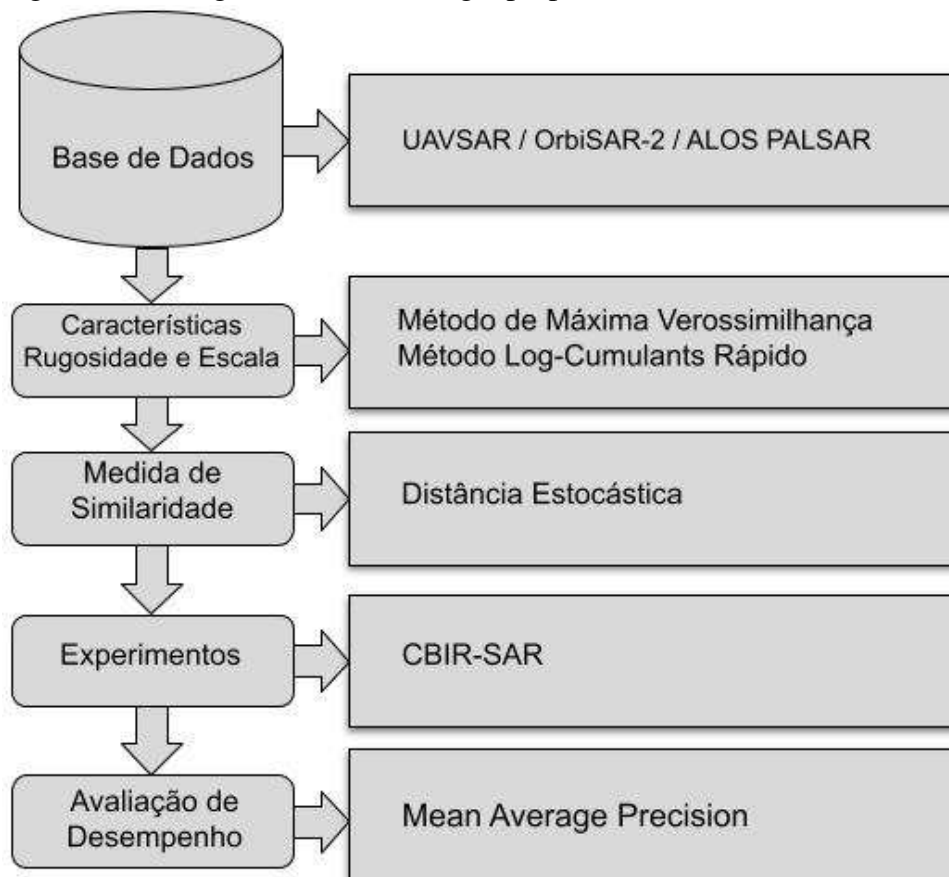 Base de Dados
UAVSAR / OrbiSAR-2 / ALOS PALSAR
Características
Rugosidade e Escala
Método de Máxima Verossimilhança
Método Log-Cumulants Rápido
Medida de
Similaridade
Distância Estocástica
Experimentos
CBIR-SAR
Avaliação de
Desempenho
Mean Average Precision